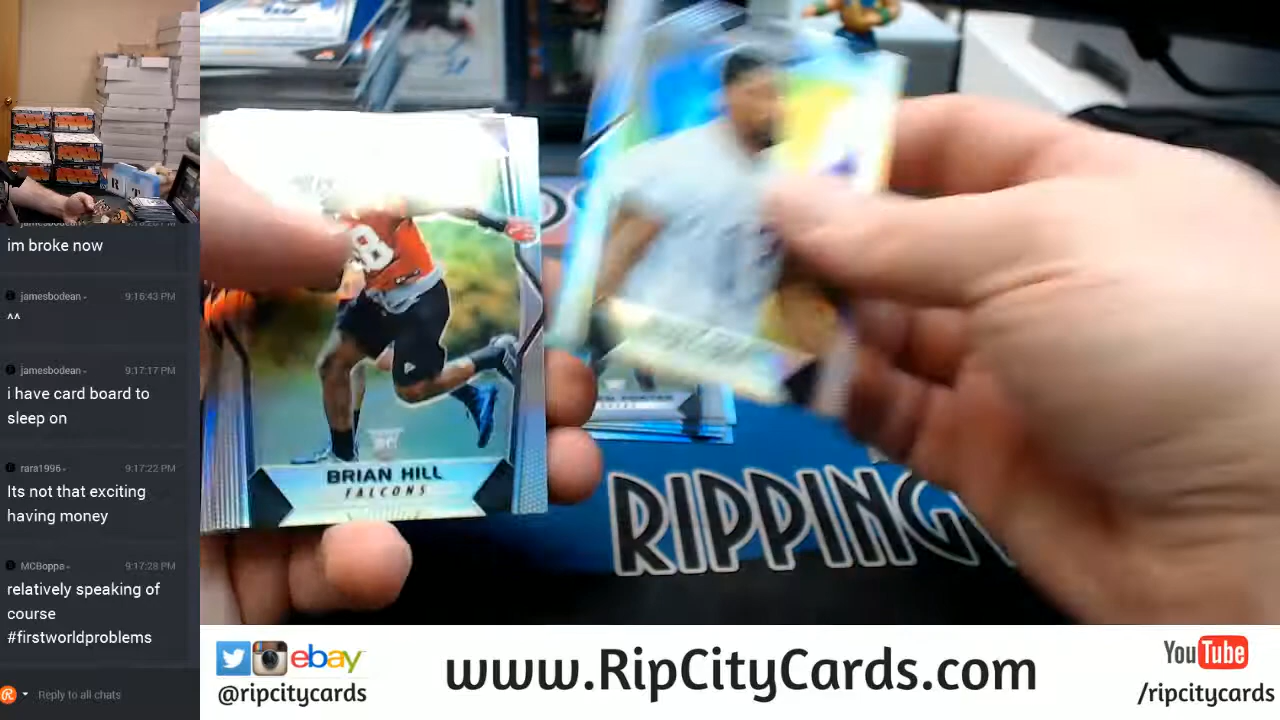 jamesbodean
im broke now
jamesbodean
9:16:43 PM
^^
jamesbodean
9:17:17 PM
i have card board to
sleep on
rara1996
9:17:22 PM
Its not that exciting
having money
MCBoppa
9:17:28 PM
relatively speaking of
course
#firstworldproblems
Reply to all chats
BRIAN HILL
FALCONS
RIPPING
ebay
@ripcitycards
www.RipCityCards.com
YouTube
/ripcitycards